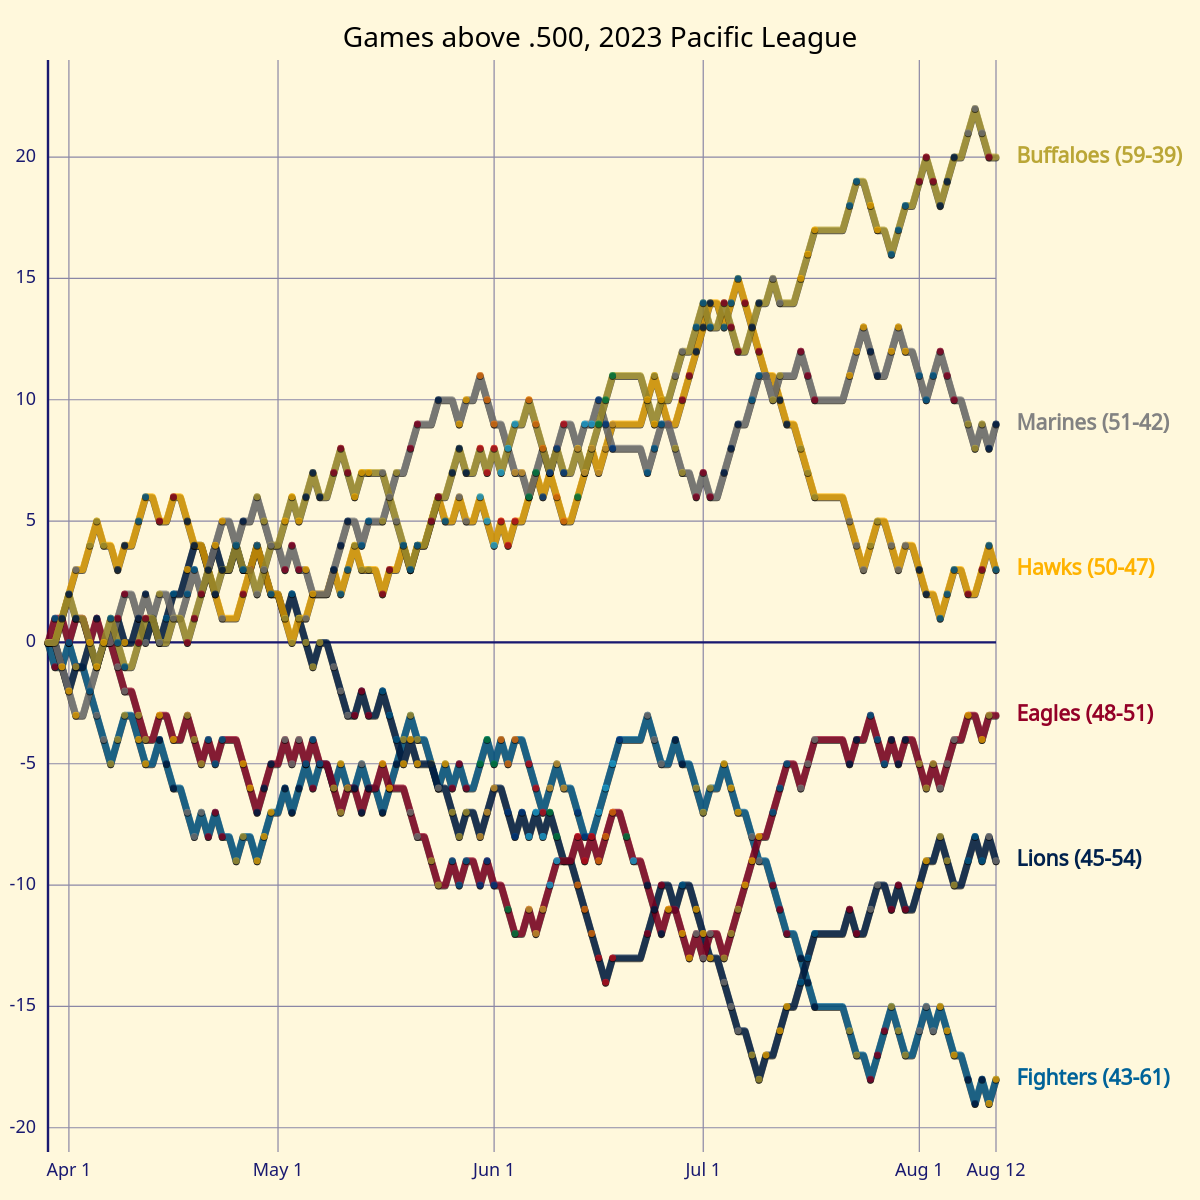 Games above .500, 2023 Pacific League
20
15
10
5
0
-5
-10
-15
-20
Buffaloes (59-39)
Marines (51-42)
Hawks (50-47)
Eagles (48-51)
Lions (45-54)
Fighters (43-61)
Apr 1
May 1
Jun 1
Jul 1
Aug 1
Aug 12